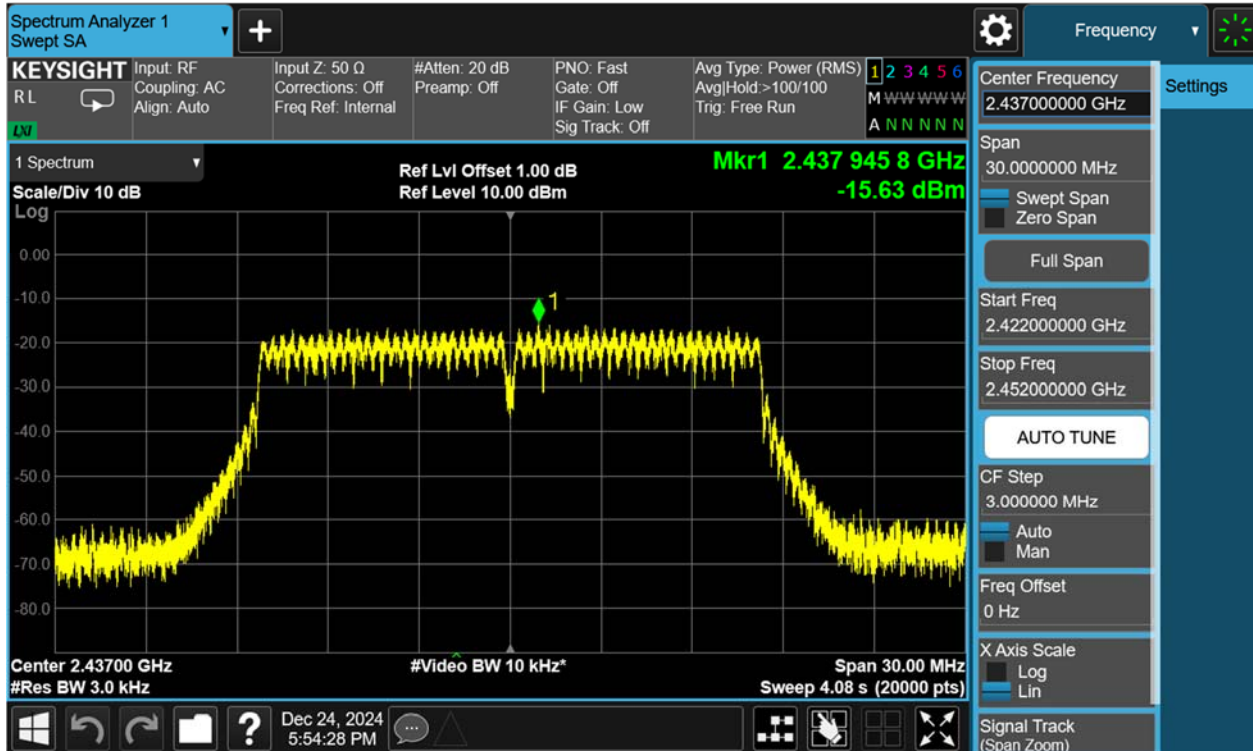 Spectrum Analyzer 1
Swept SA
+
Frequency
KEYSIGHT
RL
LXI
Input: RF
Coupling: AC
Align: Auto
Input Z: 50 Ω
Corrections: Off
Freq Ref: Internal
#Atten: 20 dB
Preamp: Off
PNO: Fast
Gate: Off
IF Gain: Low
Sig Track: Off
Avg Type: Power (RMS)
Avg|Hold:>100/100
Trig: Free Run
1 2 3 4 5 6
M W W W W W
A N N N N N
1 Spectrum
Scale/Div 10 dB
Log
Ref Lvl Offset 1.00 dB
Ref Level 10.00 dBm
Mkr1 2.437 945 8 GHz
-15.63 dBm
0.00
-10.0
-20.0
-30.0
-40.0
-50.0
-60.0
-70.0
-80.0
1
Center 2.43700 GHz
#Res BW 3.0 kHz
#Video BW 10 kHz*
Span 30.00 MHz
Sweep 4.08 s (20000 pts)
Center Frequency
2.437000000 GHz
Span
30.0000000 MHz
Swept Span
Zero Span
Full Span
Start Freq
2.422000000 GHz
Stop Freq
2.452000000 GHz
AUTO TUNE
CF Step
3.000000 MHz
Auto
Man
Freq Offset
0 Hz
X Axis Scale
Log
Lin
Signal Track
(Span Zoom)
Settings
?
Dec 24, 2024
5:54:28 PM